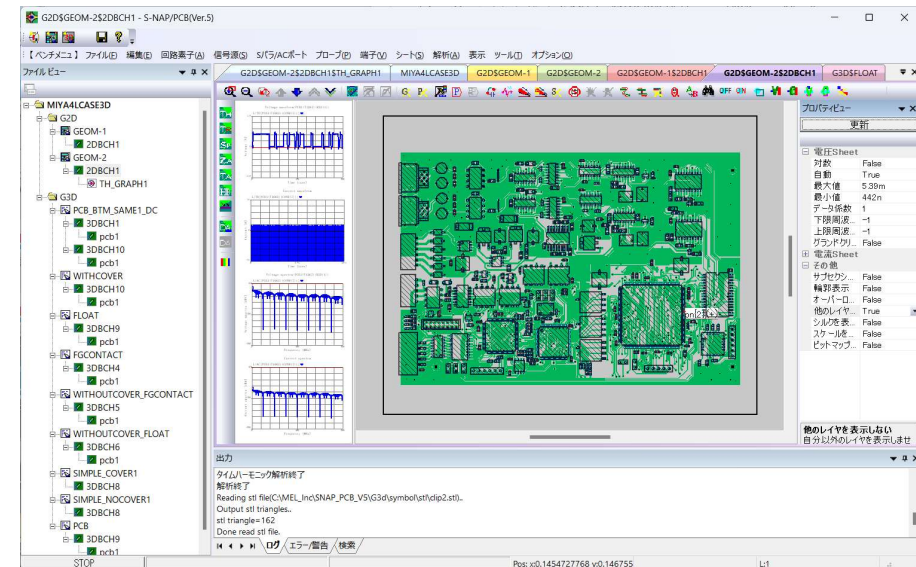 G2D$GEOM-2$2DBCH1 - S-NAP/PCB(Ver.5)
【ベンチメニュ】 ファイル(F) 編集(E) 回路素子(A) 信号源(S) S/パラ/ACポート プローブ(P) 端子(V) シート(S) 解析(A) 表示 ツール(T) オプション(O)
ファイル ビュー
G2D$GEOM-2$2DBCH1$TH_GRAPH1 MIYA4LCASE3D G2D$GEOM-1 G2D$GEOM-2 G2D$GEOM-1$2DBCH1 G2D$GEOM-2$2DBCH1 G3D$FLOAT
OFF ON
MIYA4LCASE3D
G2D
GEOM-1
2DBCH1
GEOM-2
2DBCH1
TH_GRAPH1
G3D
PCB_BTM_SAME1_DC
3DBCH1
pcb1
3DBCH10
pcb1
WITHCOVER
3DBCH10
pcb1
FLOAT
3DBCH9
pcb1
FGCONTACT
3DBCH4
pcb1
WITHOUTCOVER_FGCONTACT
3DBCH5
pcb1
WITHOUTCOVER_FLOAT
3DBCH6
pcb1
SIMPLE_COVER1
3DBCH8
SIMPLE_NOCOVER1
3DBCH8
PCB
3DBCH9
pcb1
プロパティビュー
更新
電圧Sheet
対数 False
自動 True
最大値 5.39m
最小値 442n
データ係数 1
下限周波... -1
上限周波... -1
グランドクリ... False
電流Sheet
その他
サブセクシ... False
輪郭表示 False
オーバーロ... False
他のレイヤ... True
シルクを表... False
スケールを... False
ビットマップ... False
他のレイヤを表示しない
自分以外のレイヤを表示しませ
出力
タイムハーモニック解析終了
解析終了
Reading stl file(C:\MEL_Inc\SNAP_PCB_V5\G3d\symbol\stl\clip2.stl)..
Output stl triangles..
stl triangle=162
Done read stl file.
ログ エラー/警告 検索
STOP
Pos: x:0.1454727768 y:0.146755
L:1